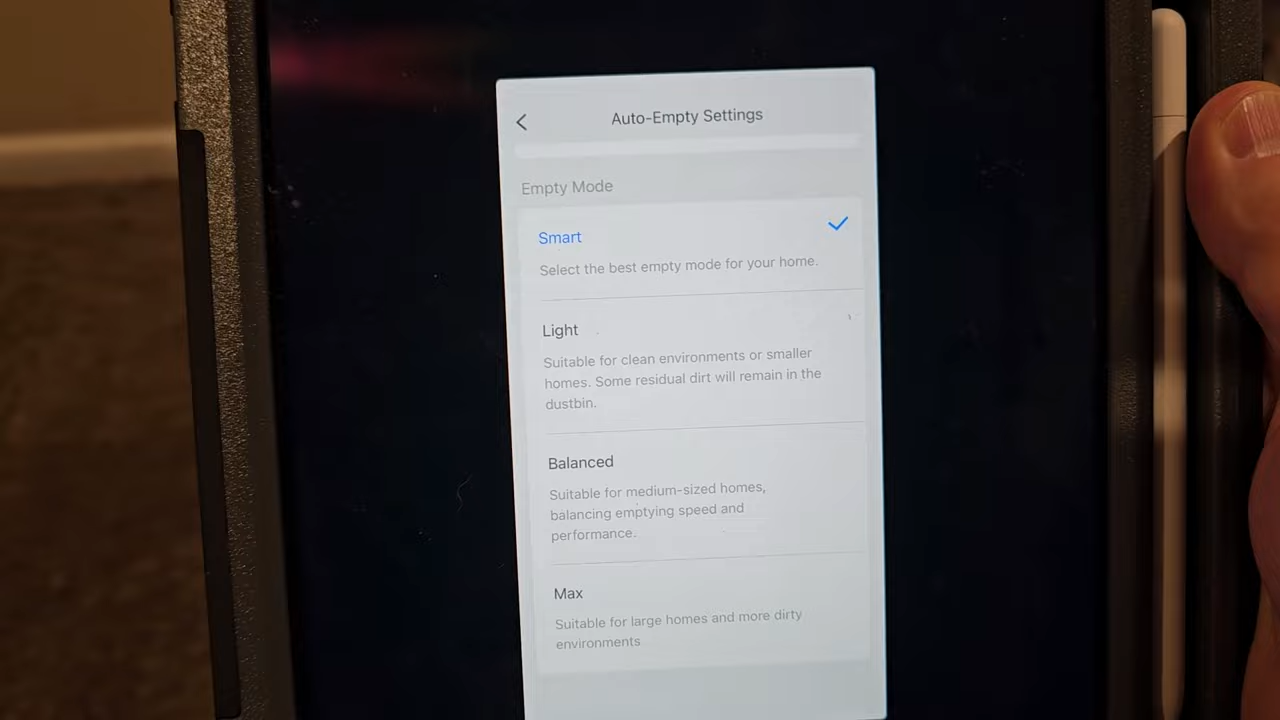 Auto-Empty Settings
Empty Mode
Smart
Select the best empty mode for your home.
Light
Suitable for clean environments or smaller
homes. Some residual dirt will remain in the
dustbin.
Balanced
Suitable for medium-sized homes,
balancing emptying speed and
performance.
Max
Suitable for large homes and more dirty
environments